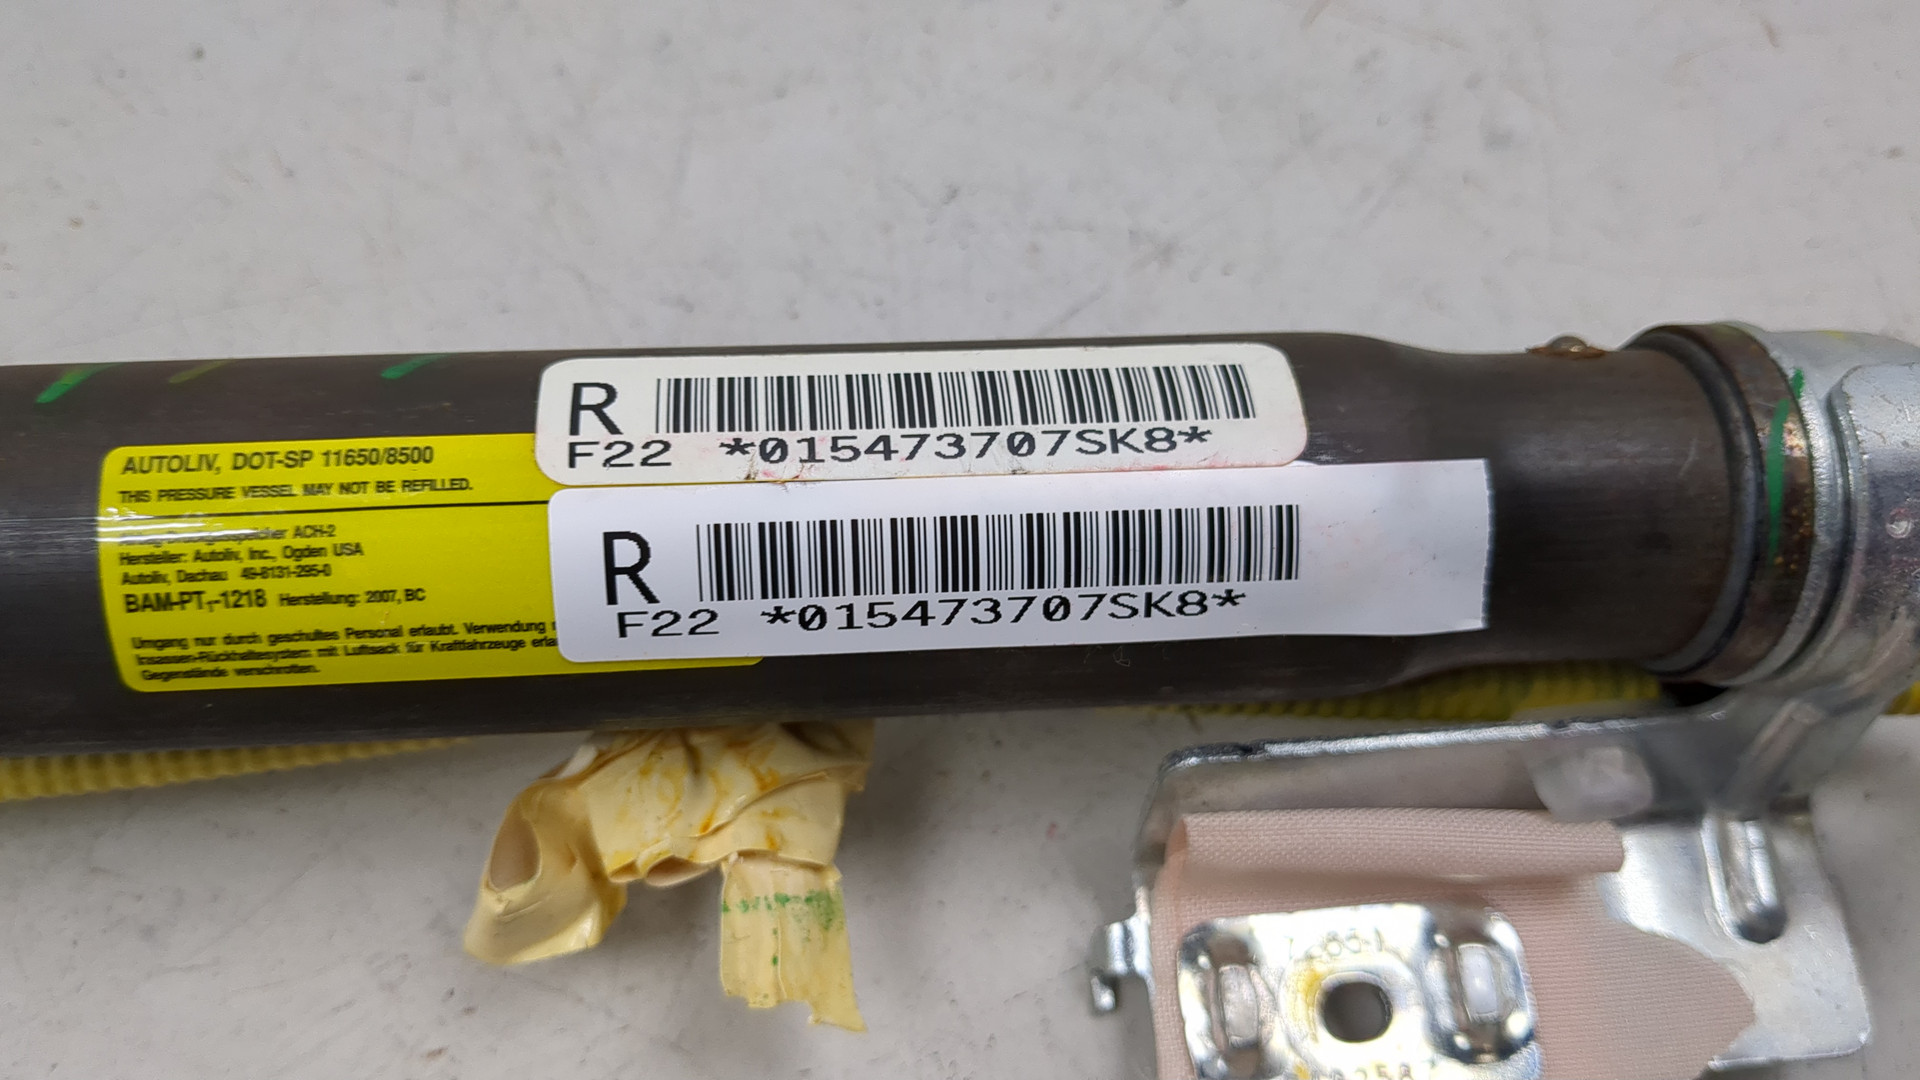 R
F22 *015473707SK8*
AUTOLIV, DOT-SP 11650/8500
THIS PRESSURE VESSEL MAY NOT BE REFILLED.
ACH-2
Hersteller: Autoliv, Inc., Ogden USA
Autoliv, Dachau 49-8131-295-0
BAM-PT₁-1218 Herstellung: 2007, BC
Umgang nur durch geschultes Personal erlaubt. Verwendung
Insassen-Rückhaltesystem mit Luftsack für Kraftfahrzeuge
Gegenstände verschrotten.
R
F22 *015473707SK8*